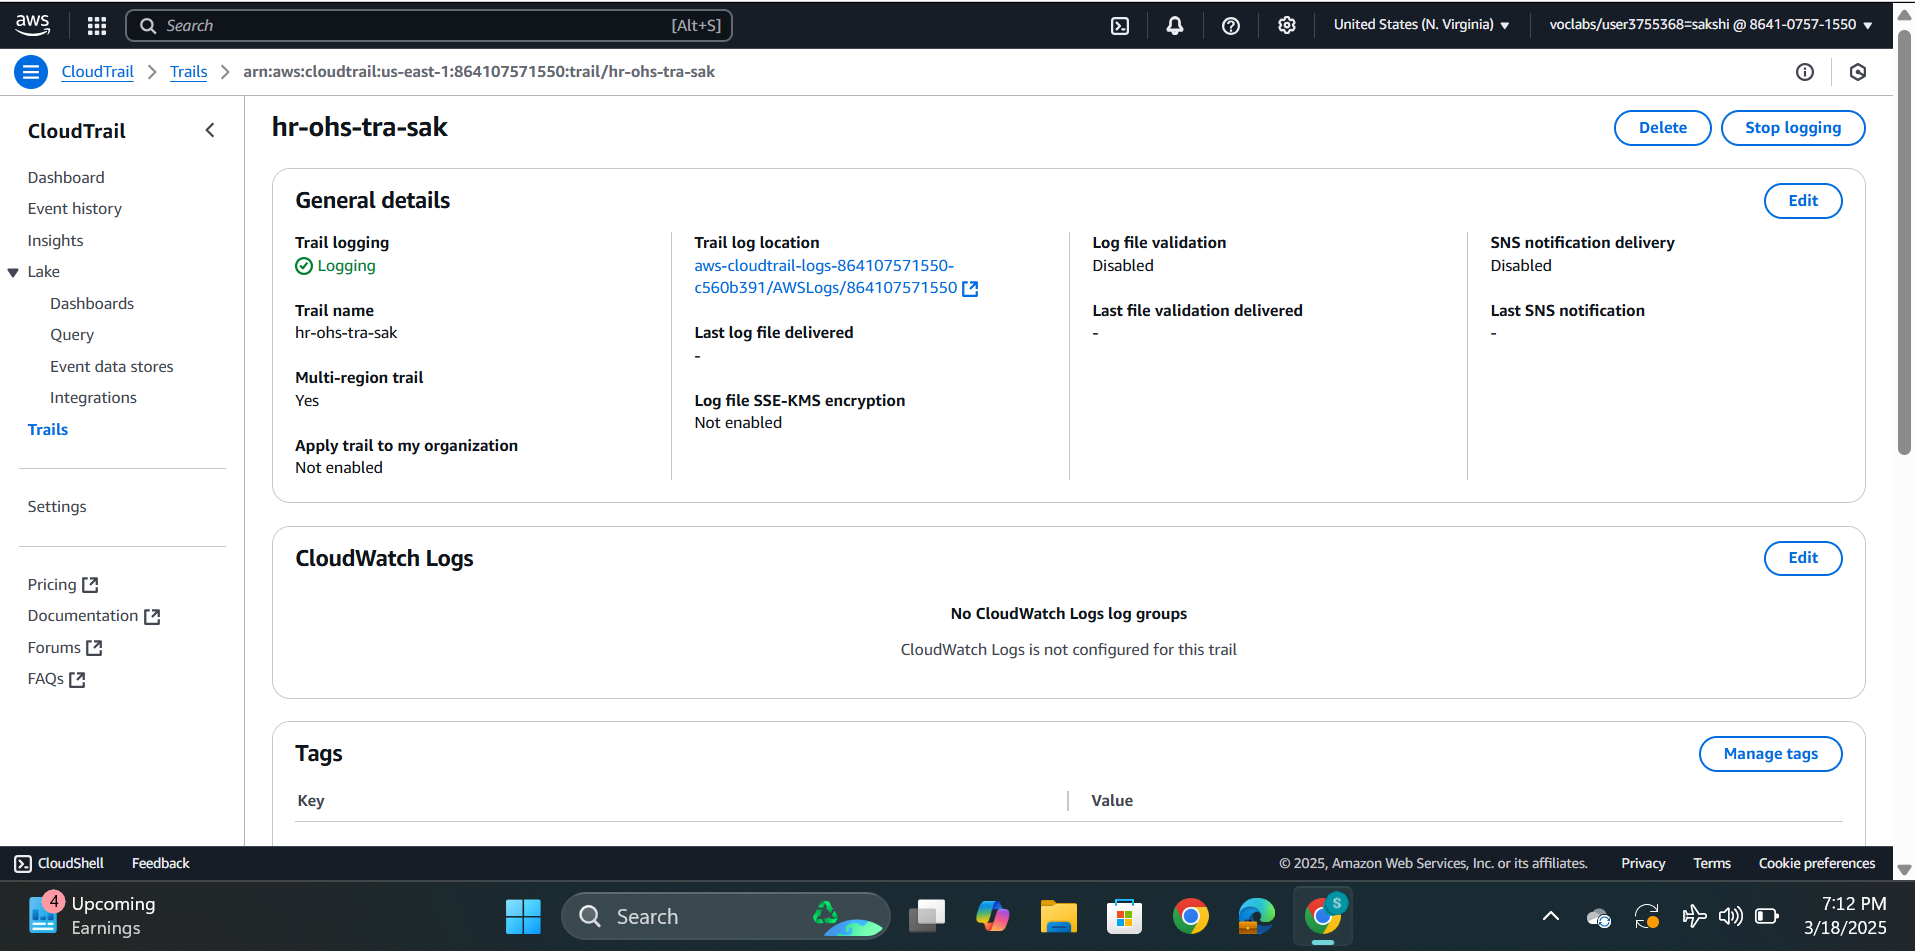 aws
Search
[Alt+S]
United States (N. Virginia)
voclabs/user3755368=sakshi @ 8641-0757-1550
CloudTrail
Trails
arn:aws:cloudtrail:us-east-1:864107571550:trail/hr-ohs-tra-sak
CloudTrail
Dashboard
Event history
Insights
Lake
Dashboards
Query
Event data stores
Integrations
Trails
Settings
Pricing
Documentation
Forums
FAQs
hr-ohs-tra-sak
Delete
Stop logging
General details
Edit
Trail logging
Logging
Trail name
hr-ohs-tra-sak
Multi-region trail
Yes
Apply trail to my organization
Not enabled
Trail log location
aws-cloudtrail-logs-864107571550-
c560b391/AWSLogs/864107571550
Last log file delivered
-
Log file SSE-KMS encryption
Not enabled
Log file validation
Disabled
Last file validation delivered
-
SNS notification delivery
Disabled
Last SNS notification
-
CloudWatch Logs
Edit
No CloudWatch Logs log groups
CloudWatch Logs is not configured for this trail
Tags
Manage tags
Key
Value
CloudShell
Feedback
© 2025, Amazon Web Services, Inc. or its affiliates.
Privacy
Terms
Cookie preferences
4
Upcoming
Earnings
Search
S
7:12 PM
3/18/2025